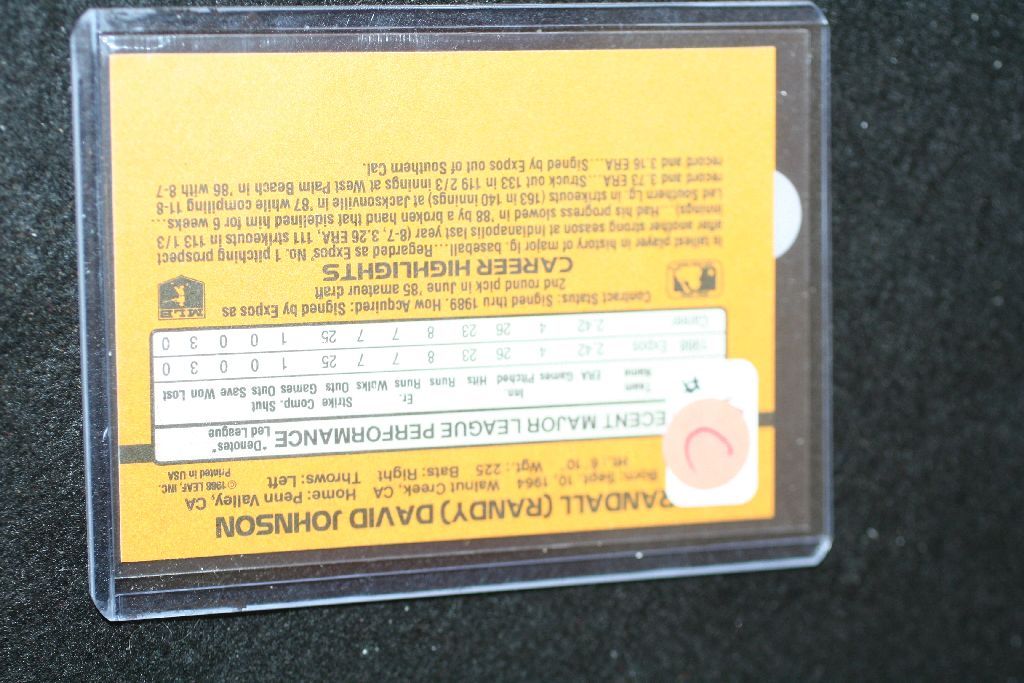 RANDALL (RANDY) DAVID JOHNSON
Born: Sept. 10, 1964 Walnut Creek, CA Home: Penn Valley, CA
Ht.: 6'10" Wgt.: 225 Bats: Right Throws: Left
© 1988 LEAF, INC.
Printed in USA
ECENT MAJOR LEAGUE PERFORMANCE
"Denotes"
Led League
Team Name ERA Games Inn Pitched Hits Runs Er. Runs Walks Strike Outs Comp. Games Shut Outs Save Won Lost
1988 Expos 2.42 4 26 23 8 7 7 25 1 0 0 3 0
Career 2.42 4 26 23 8 7 7 25 1 0 0 3 0
Contract Status: Signed thru 1989. How Acquired: Signed by Expos as
2nd round pick in June '85 amateur draft
MLB
CAREER HIGHLIGHTS
Is tallest player in history of major lg. baseball...Regarded as Expos' No. 1 pitching prospect
after another strong season at Indianapolis last year (8-7, 3.26 ERA, 111 strikeouts in 113 1/3
innings). Had his progress slowed in '88 by a broken hand that sidelined him for 6 weeks...
Led Southern Lg. in strikeouts (163 in 140 innings) at Jacksonville in '87 while compiling 11-8
record and 3.73 ERA...Struck out 133 in 119 2/3 innings at West Palm Beach in '86 with 8-7
record and 3.16 ERA...Signed by Expos out of Southern Cal.